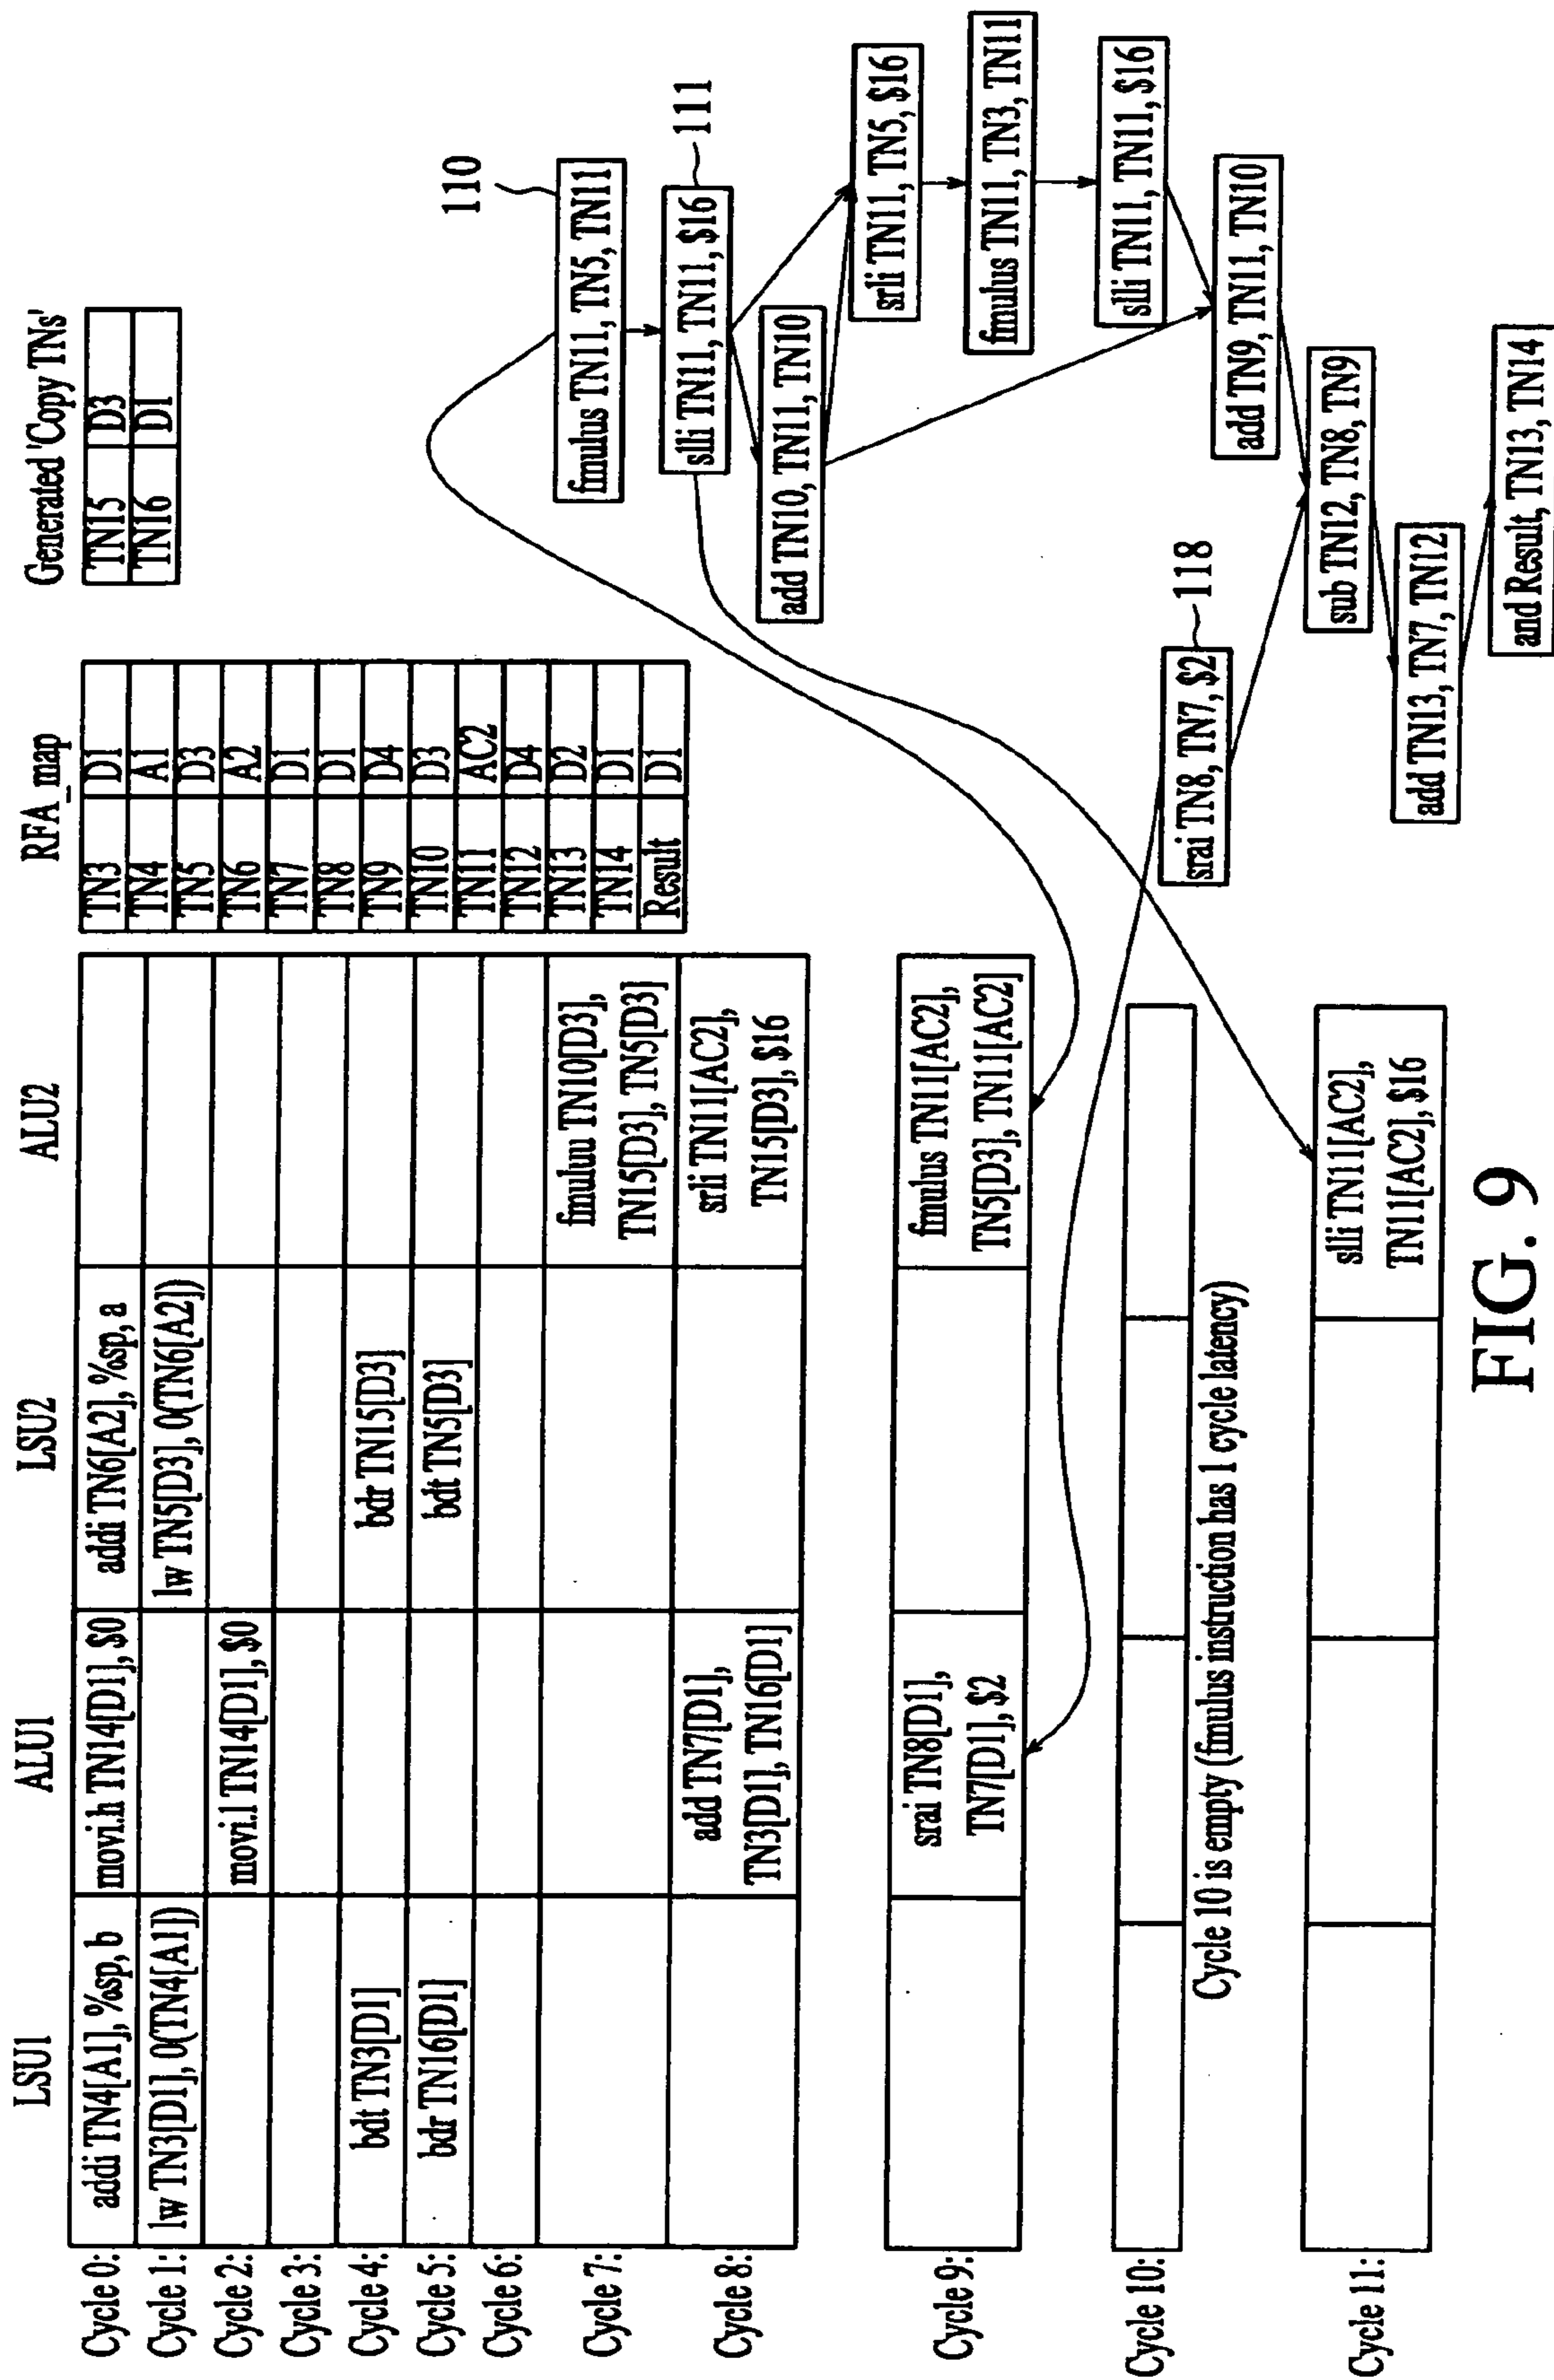 LSU1 ALU1 LSU2 ALU2
Cycle 0: addi TN4[A1], %sp, b movi.h TN14[D1], $0 addi TN6[A2], %sp, a
Cycle 1: lw TN3[D1], 0(TN4[A1]) lw TN5[D3], 0(TN6[A2])
Cycle 2: movi.l TN14[D1], $0
Cycle 3:
Cycle 4: bdt TN3[D1] bdr TN15[D3]
Cycle 5: bdr TN16[D1] bdt TN5[D3]
Cycle 6:
Cycle 7: fmuluu TN10[D3],
TN15[D3], TN5[D3]
Cycle 8: add TN7[D1], srli TN11[AC2],
TN3[D1], TN16[D1] TN15[D3], $16
Cycle 9: srai TN8[D1], fmulus TN11[AC2],
TN7[D1], $2 TN5[D3], TN11[AC2]
Cycle 10:
Cycle 10 is empty (fmulus instruction has 1 cycle latency)
Cycle 11: slli TN11[AC2],
TN11[AC2], $16
RFA_map
TN3 D1
TN4 A1
TN5 D3
TN6 A2
TN7 D1
TN8 D1
TN9 D4
TN10 D3
TN11 AC2
TN12 D4
TN13 D2
TN14 D1
Result D1
Generated 'Copy TNs'
TN15 D3
TN16 D1
110
fmulus TN11, TN5, TN11
111
slli TN11, TN11, $16
add TN10, TN11, TN10
srli TN11, TN5, $16
fmulus TN11, TN3, TN11
slli TN11, TN11, $16
srai TN8, TN7, $2
118
add TN9, TN11, TN10
sub TN12, TN8, TN9
add TN13, TN7, TN12
and Result, TN13, TN14
FIG. 9